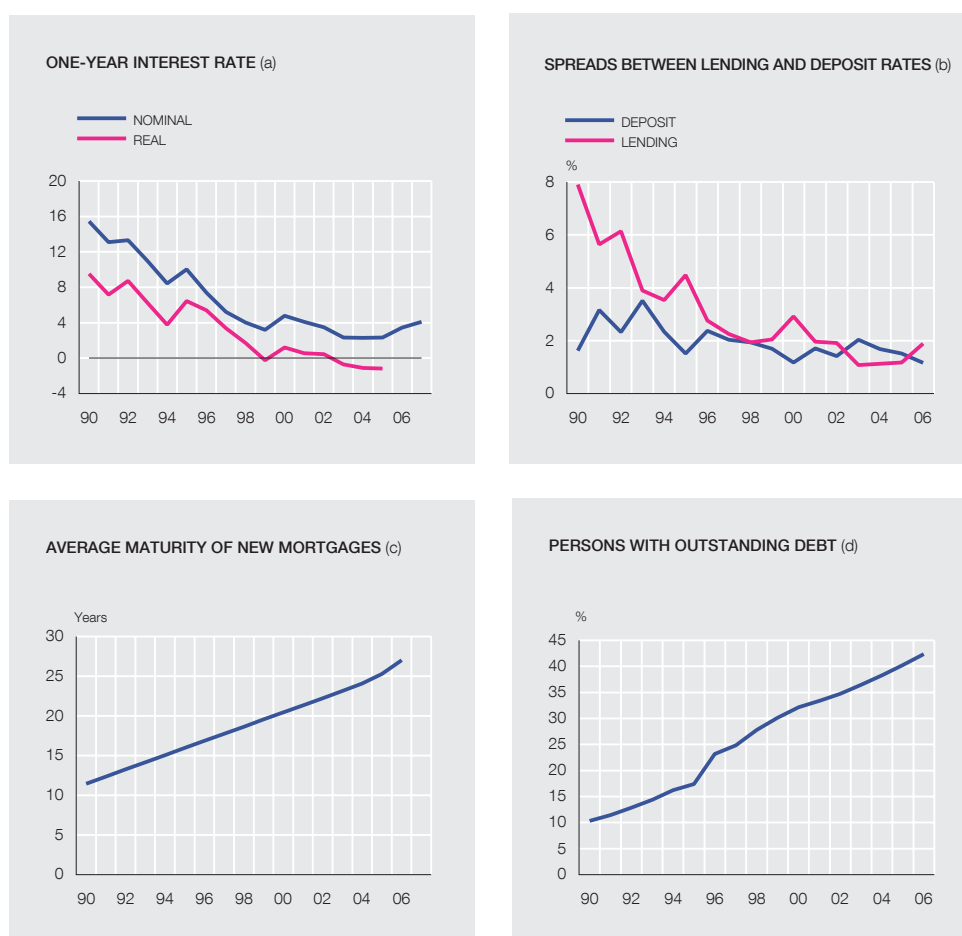 ONE-YEAR INTEREST RATE (a)
NOMINAL
REAL
20
16
12
8
4
0
-4
90 92 94 96 98 00 02 04 06
SPREADS BETWEEN LENDING AND DEPOSIT RATES (b)
DEPOSIT
LENDING
%
8
6
4
2
0
90 92 94 96 98 00 02 04 06
AVERAGE MATURITY OF NEW MORTGAGES (c)
Years
30
25
20
15
10
5
0
90 92 94 96 98 00 02 04 06
PERSONS WITH OUTSTANDING DEBT (d)
%
45
40
35
30
25
20
15
10
5
0
90 92 94 96 98 00 02 04 06